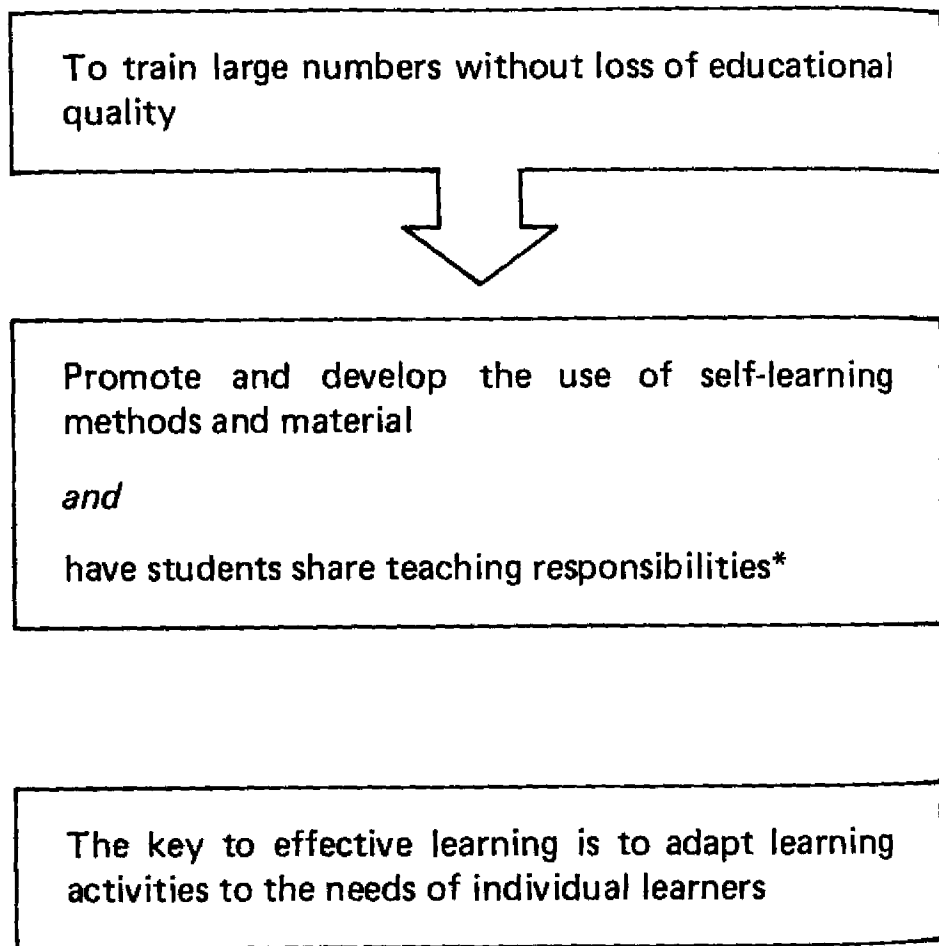 To train large numbers without loss of educational
quality
Promote and develop the use of self-learning
methods and material
and
have students share teaching responsibilities*
The key to effective learning is to adapt learning
activities to the needs of individual learners